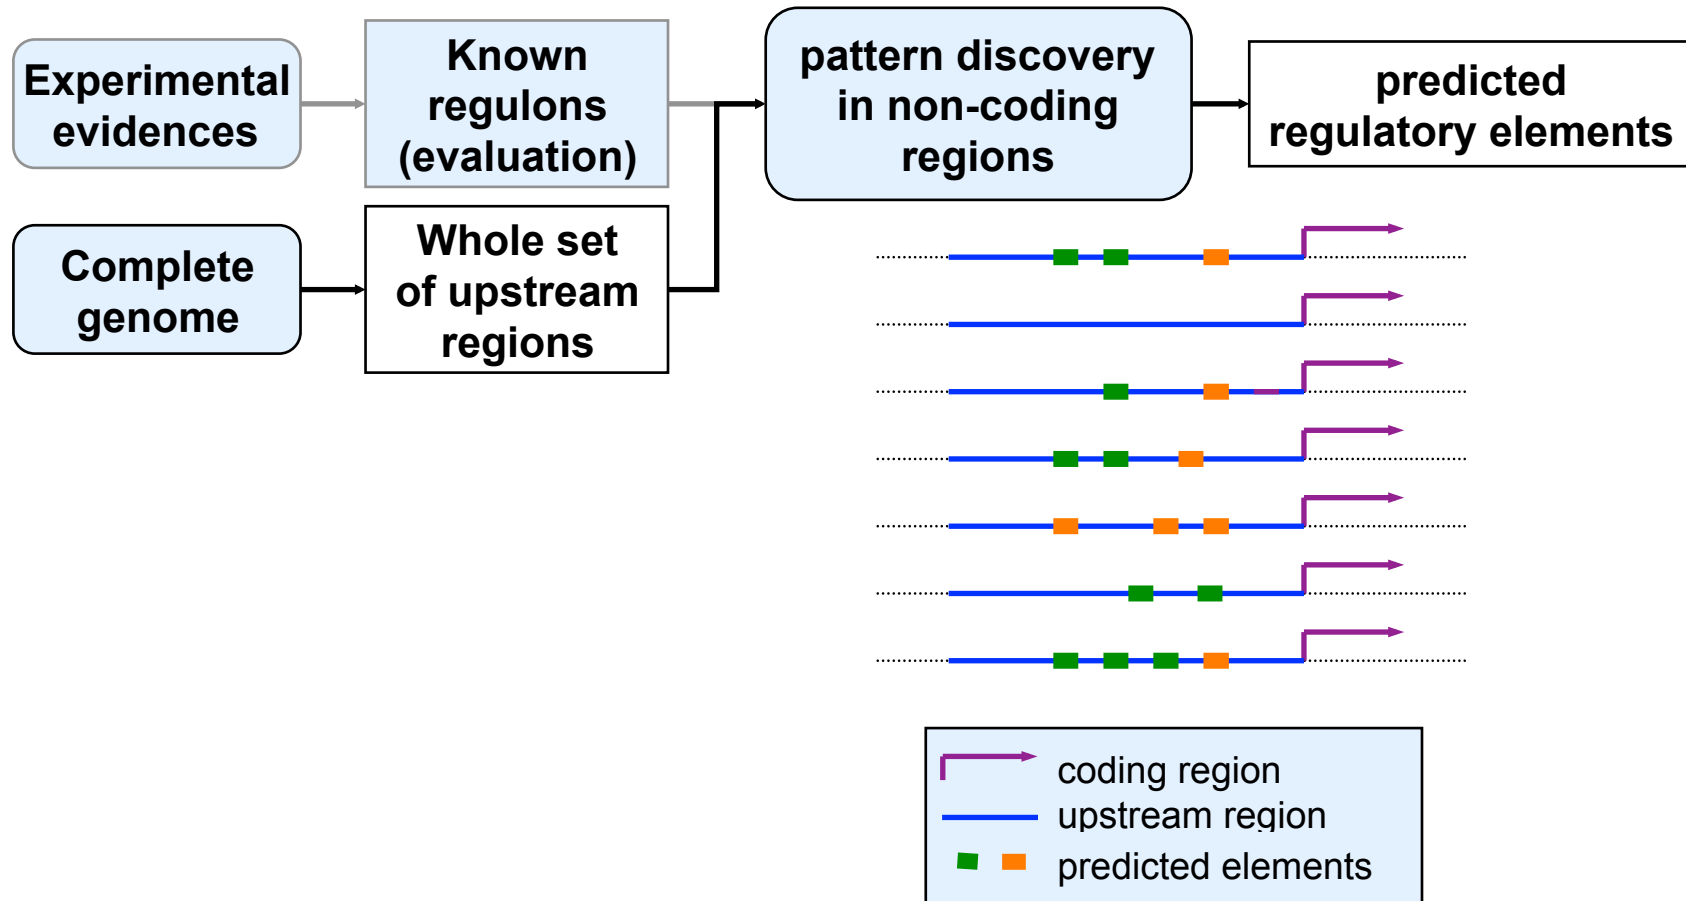 Experimental
evidences
Known
regulons
(evaluation)
pattern discovery
in non-coding
regions
predicted
regulatory elements
Complete
genome
Whole set
of upstream
regions
coding region
upstream region
predicted elements